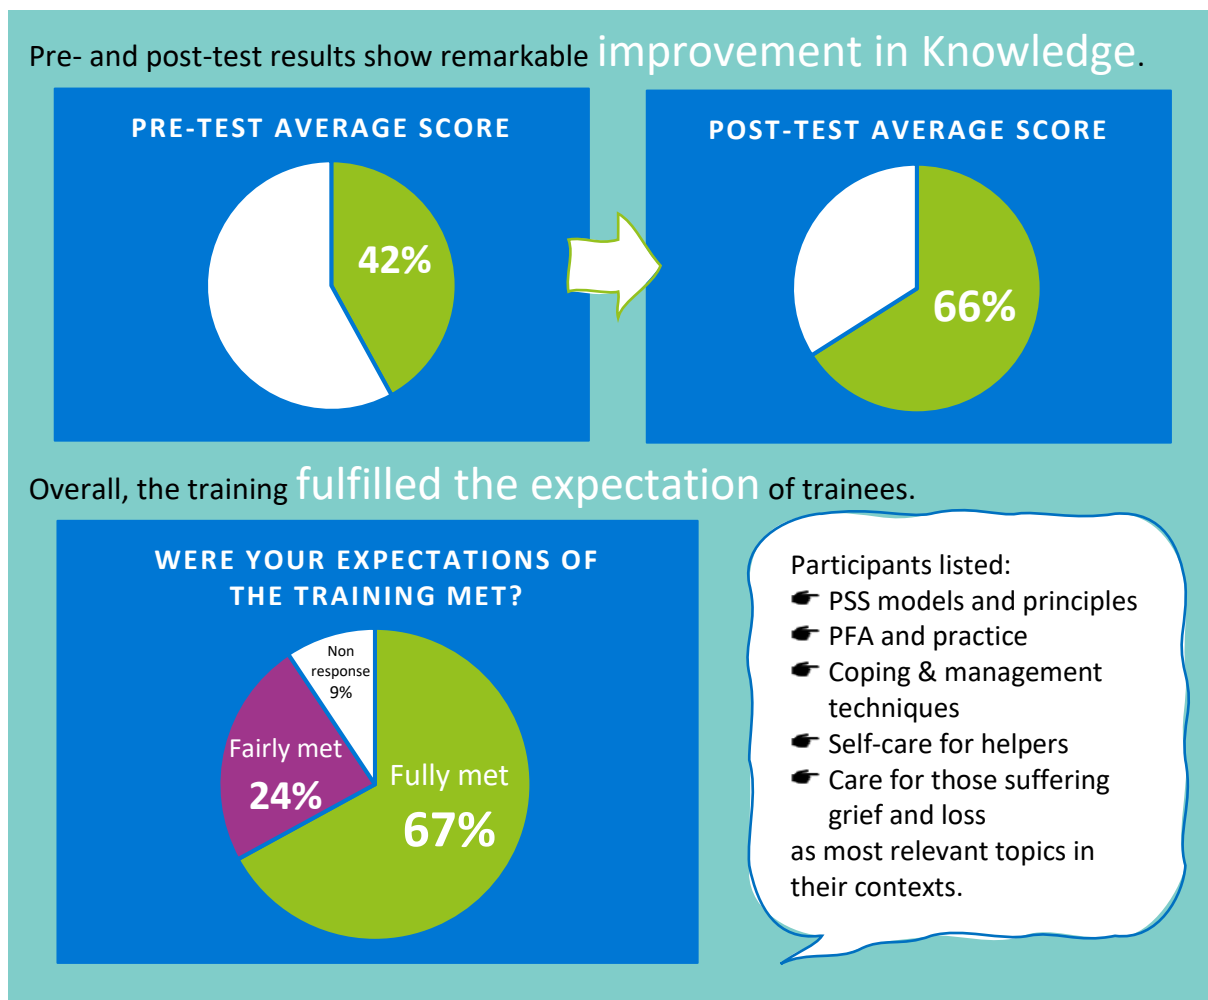 Pre- and post-test results show remarkable improvement in Knowledge.
PRE-TEST AVERAGE SCORE
42%
POST-TEST AVERAGE SCORE
66%
Overall, the training fulfilled the expectation of trainees.
WERE YOUR EXPECTATIONS OF
THE TRAINING MET?
Non
response
9%
Fairly met
24%
Fully met
67%
Participants listed:
PSS models and principles
PFA and practice
Coping & management
techniques
Self-care for helpers
Care for those suffering
grief and loss
as most relevant topics in
their contexts.